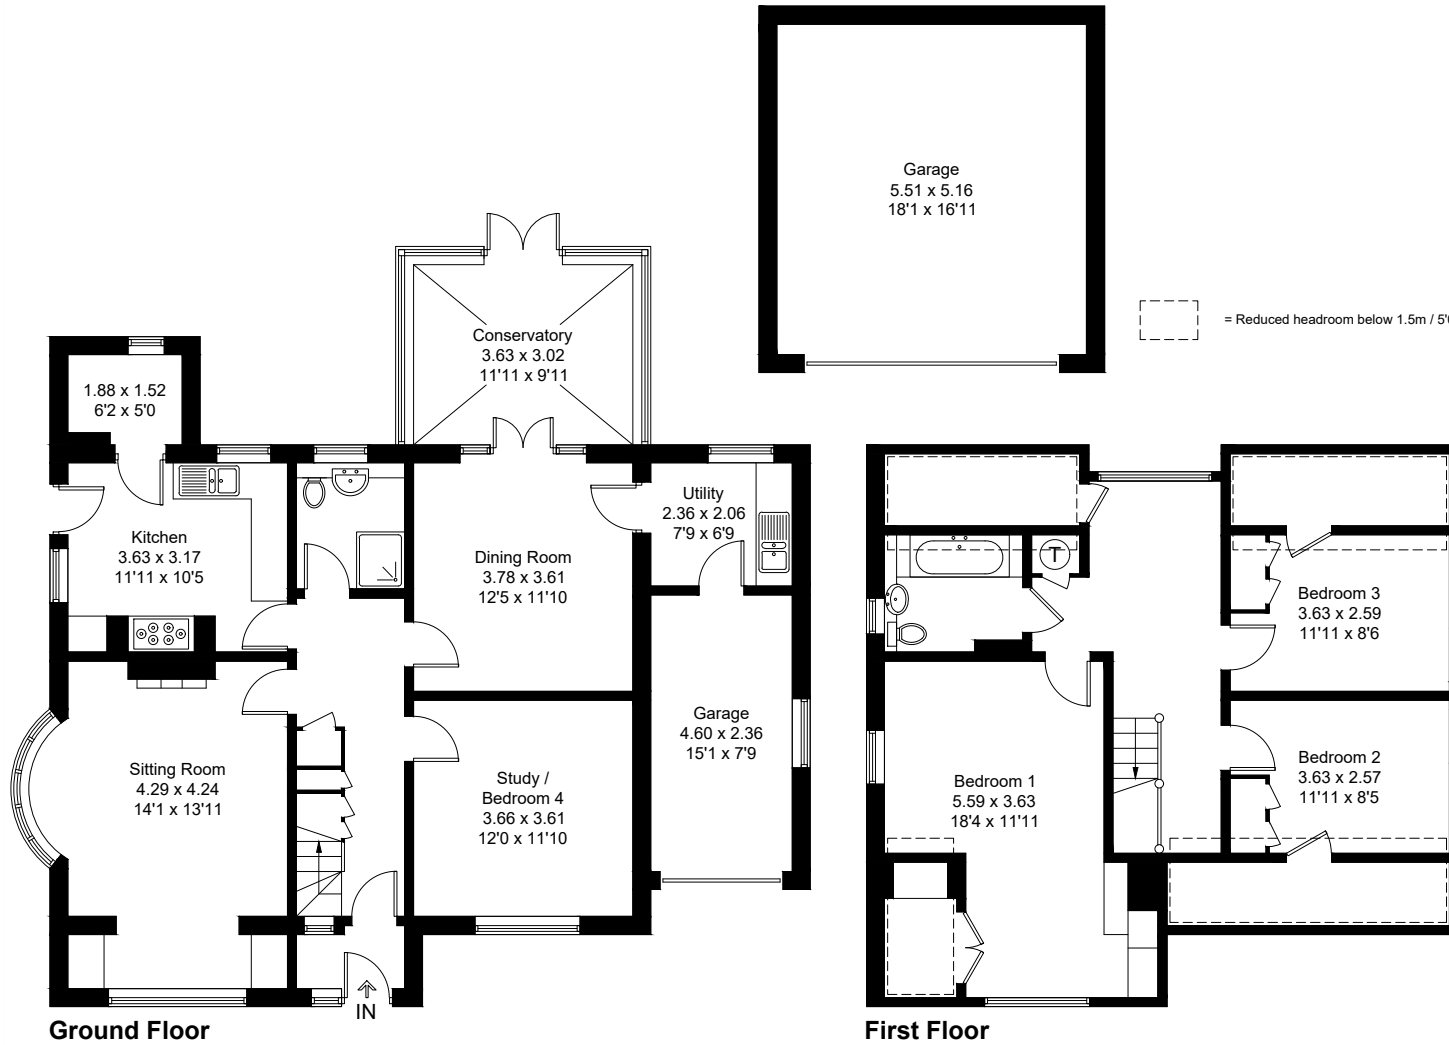 Garage
5.51 x 5.16
18'1 x 16'11
= Reduced headroom below 1.5m / 5'0
Conservatory
3.63 x 3.02
11'11 x 9'11
1.88 x 1.52
6'2 x 5'0
Kitchen
3.63 x 3.17
11'11 x 10'5
Dining Room
3.78 x 3.61
12'5 x 11'10
Utility
2.36 x 2.06
7'9 x 6'9
Garage
4.60 x 2.36
15'1 x 7'9
Sitting Room
4.29 x 4.24
14'1 x 13'11
Study /
Bedroom 4
3.66 x 3.61
12'0 x 11'10
IN
Ground Floor
T
Bedroom 3
3.63 x 2.59
11'11 x 8'6
Bedroom 2
3.63 x 2.57
11'11 x 8'5
Bedroom 1
5.59 x 3.63
18'4 x 11'11
First Floor